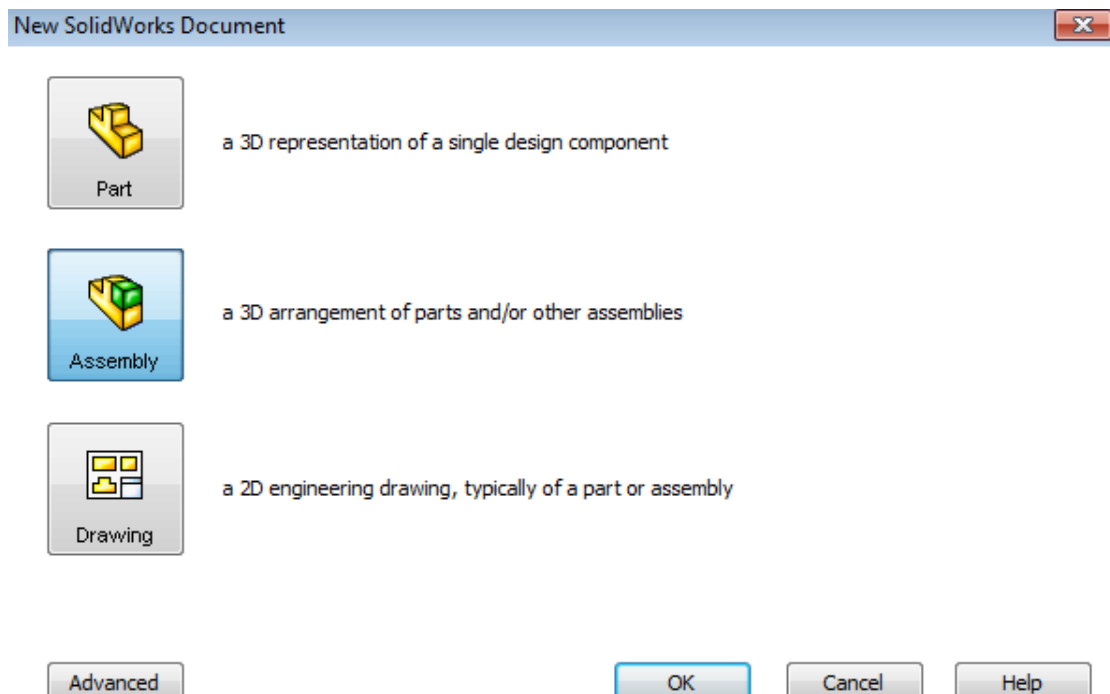 New SolidWorks Document
Part
a 3D representation of a single design component
Assembly
a 3D arrangement of parts and/or other assemblies
Drawing
a 2D engineering drawing, typically of a part or assembly
Advanced OK Cancel Help